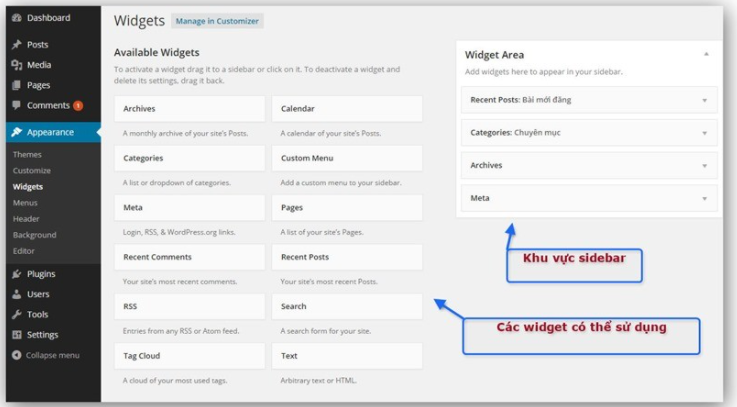 Dashboard
Posts
Media
Pages
Comments 1
Appearance
Themes
Customize
Widgets
Menus
Header
Background
Editor
Plugins
Users
Tools
Settings
Collapse menu
Widgets Manage in Customizer
Available Widgets
To activate a widget drag it to a sidebar or click on it. To deactivate a widget and
delete its settings, drag it back.
Archives
A monthly archive of your site's Posts.
Calendar
A calendar of your site's Posts.
Categories
A list or dropdown of categories.
Custom Menu
Add a custom menu to your sidebar.
Meta
Login, RSS, & WordPress.org links.
Pages
A list of your site's Pages.
Recent Comments
Your site's most recent comments.
Recent Posts
Your site's most recent Posts.
RSS
Entries from any RSS or Atom feed.
Search
A search form for your site.
Tag Cloud
A cloud of your most used tags.
Text
Arbitrary text or HTML.
Widget Area
Add widgets here to appear in your sidebar.
Recent Posts: Bài mới đăng
Categories: Chuyên mục
Archives
Meta
Khu vực sidebar
Các widget có thể sử dụng